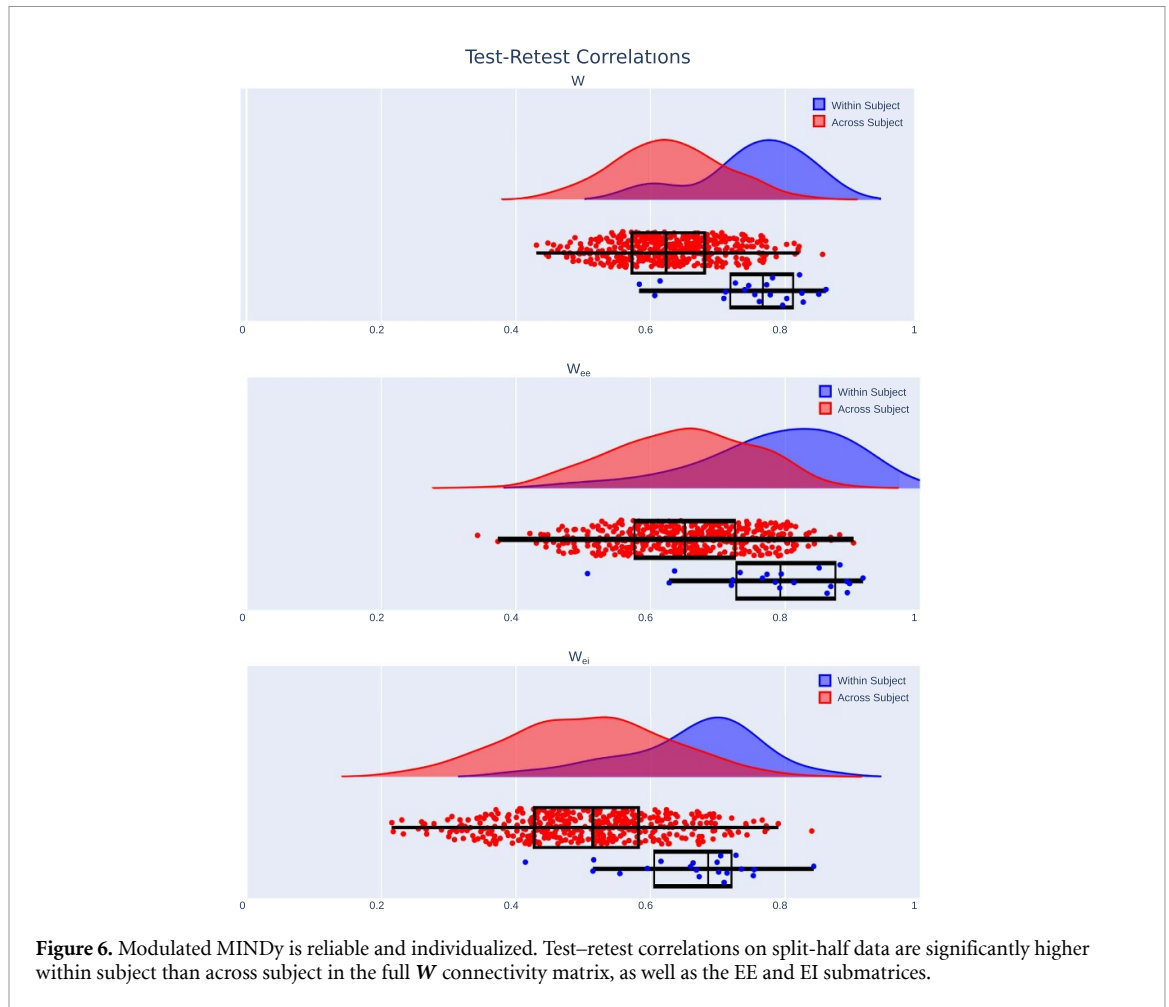 Test-Retest Correlations
W
Within Subject
Across Subject
0 0.2 0.4 0.6 0.8 1
Wee
Within Subject
Across Subject
0 0.2 0.4 0.6 0.8 1
Wei
Within Subject
Across Subject
0 0.2 0.4 0.6 0.8 1
Figure 6. Modulated MINDy is reliable and individualized. Test–retest correlations on split-half data are significantly higher
within subject than across subject in the full W connectivity matrix, as well as the EE and EI submatrices.